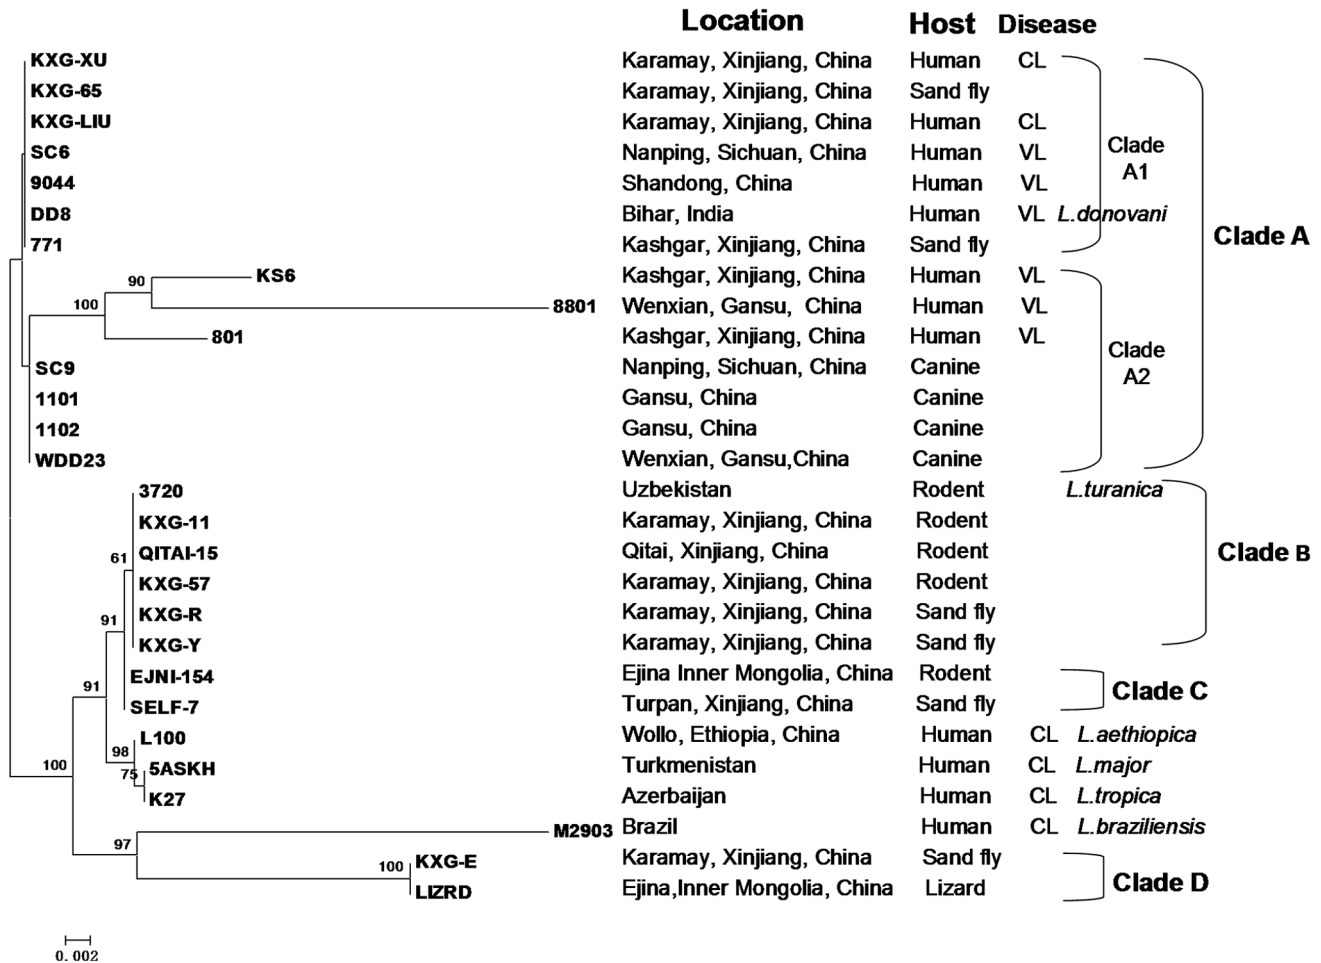 Location Host Disease
KXG-XU Karamay, Xinjiang, China Human CL
KXG-65 Karamay, Xinjiang, China Sand fly
KXG-LIU Karamay, Xinjiang, China Human CL
SC6 Nanping, Sichuan, China Human VL
Clade A1
9044 Shandong, China Human VL
DD8 Bihar, India Human VL L.donovani
Clade A
771 Kashgar, Xinjiang, China Sand fly
90 KS6 Kashgar, Xinjiang, China Human VL
100 8801 Wenxian, Gansu, China Human VL
801 Kashgar, Xinjiang, China Human VL
Clade A2
SC9 Nanping, Sichuan, China Canine
1101 Gansu, China Canine
1102 Gansu, China Canine
WDD23 Wenxian, Gansu,China Canine
3720 Uzbekistan Rodent L.turanica
KXG-11 Karamay, Xinjiang, China Rodent
61 QITAI-15 Qitai, Xinjiang, China Rodent Clade B
KXG-57 Karamay, Xinjiang, China Rodent
91 KXG-R Karamay, Xinjiang, China Sand fly
KXG-Y Karamay, Xinjiang, China Sand fly
EJNI-154 Ejina Inner Mongolia, China Rodent
91 Clade C
SELF-7 Turpan, Xinjiang, China Sand fly
L100 Wollo, Ethiopia, China Human CL L.aethiopica
98
100 75 5ASKH Turkmenistan Human CL L.major
K27 Azerbaijan Human CL L.tropica
M2903 Brazil Human CL L.braziliensis
97
100 KXG-E Karamay, Xinjiang, China Sand fly
Clade D
LIZRD Ejina,Inner Mongolia, China Lizard
0.002